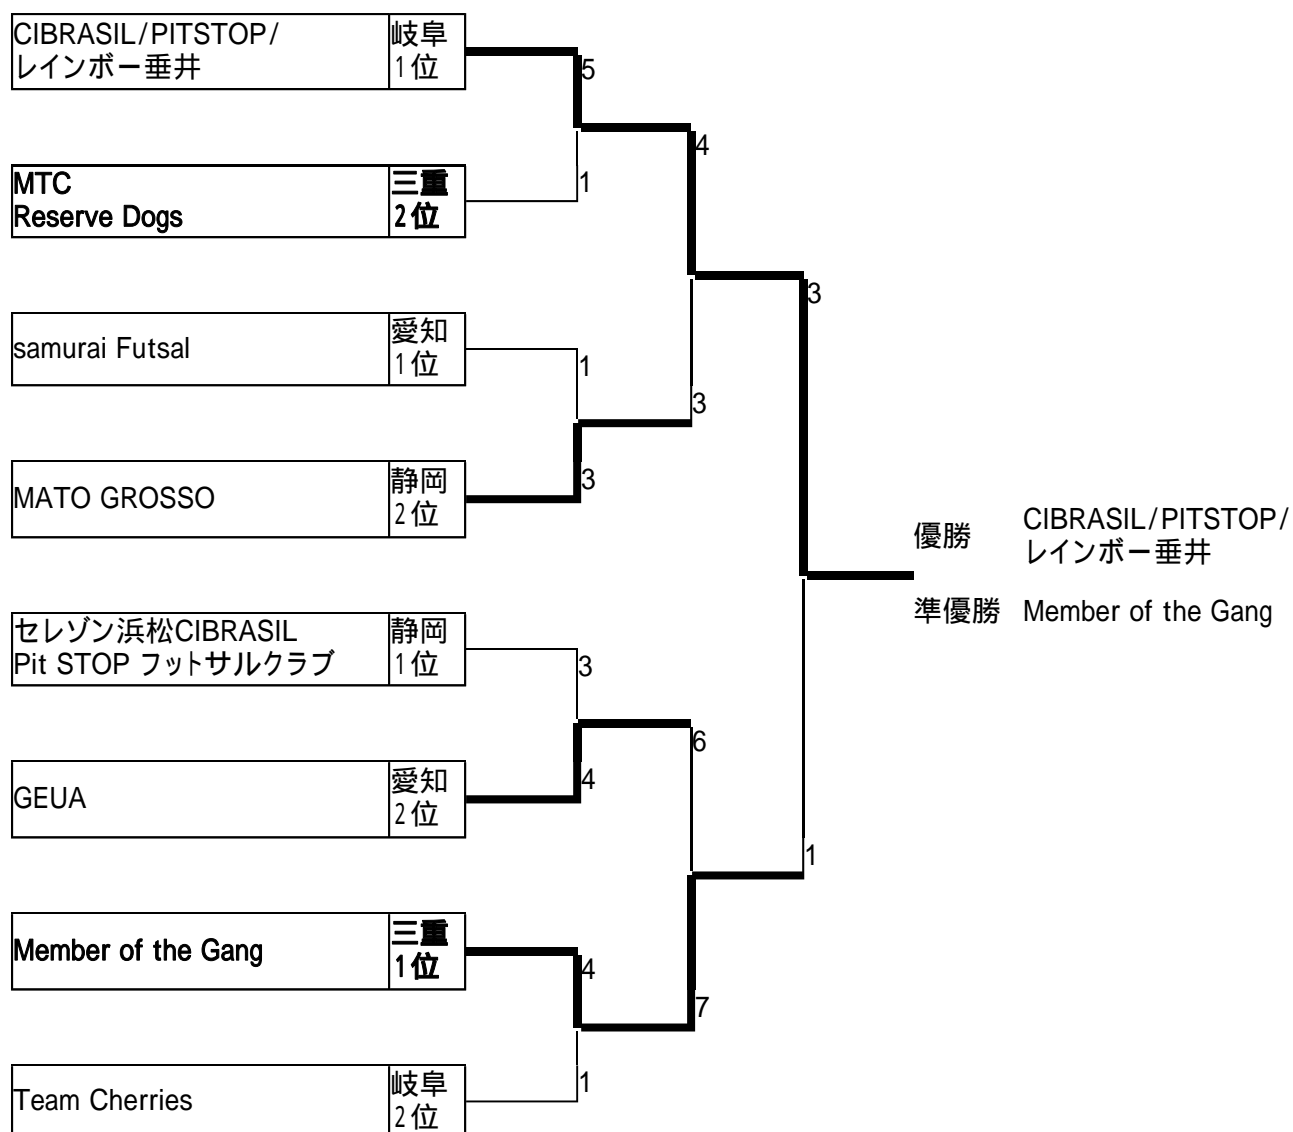 CIBRASIL/PITSTOP/
レインボー垂井
岐阜
1位
5
4
MTC
Reserve Dogs
三重
2位
1
3
samurai Futsal
愛知
1位
1
3
MATO GROSSO
静岡
2位
3
優勝
CIBRASIL/PITSTOP/
レインボー垂井
準優勝
Member of the Gang
セレゾン浜松CIBRASIL
Pit STOP フットサルクラブ
静岡
1位
3
6
GEUA
愛知
2位
4
1
Member of the Gang
三重
1位
4
7
Team Cherries
岐阜
2位
1